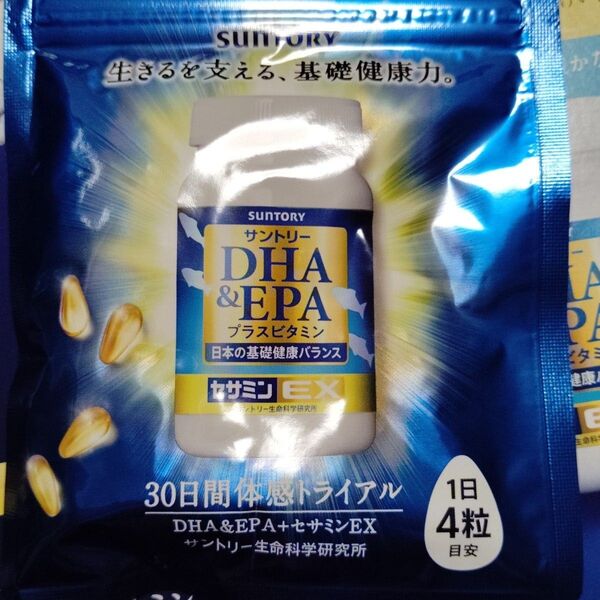 SUNTORY
生きるを支える、基礎健康力。
SUNTORY
サントリー
DHA
&EPA
プラスビタミン
日本の基礎健康バランス
セサミンEX
サントリー生命科学研究所
30日間体感トライアル
DHA&EPA+セサミンEX
サントリー生命科学研究所
1日
4粒
目安